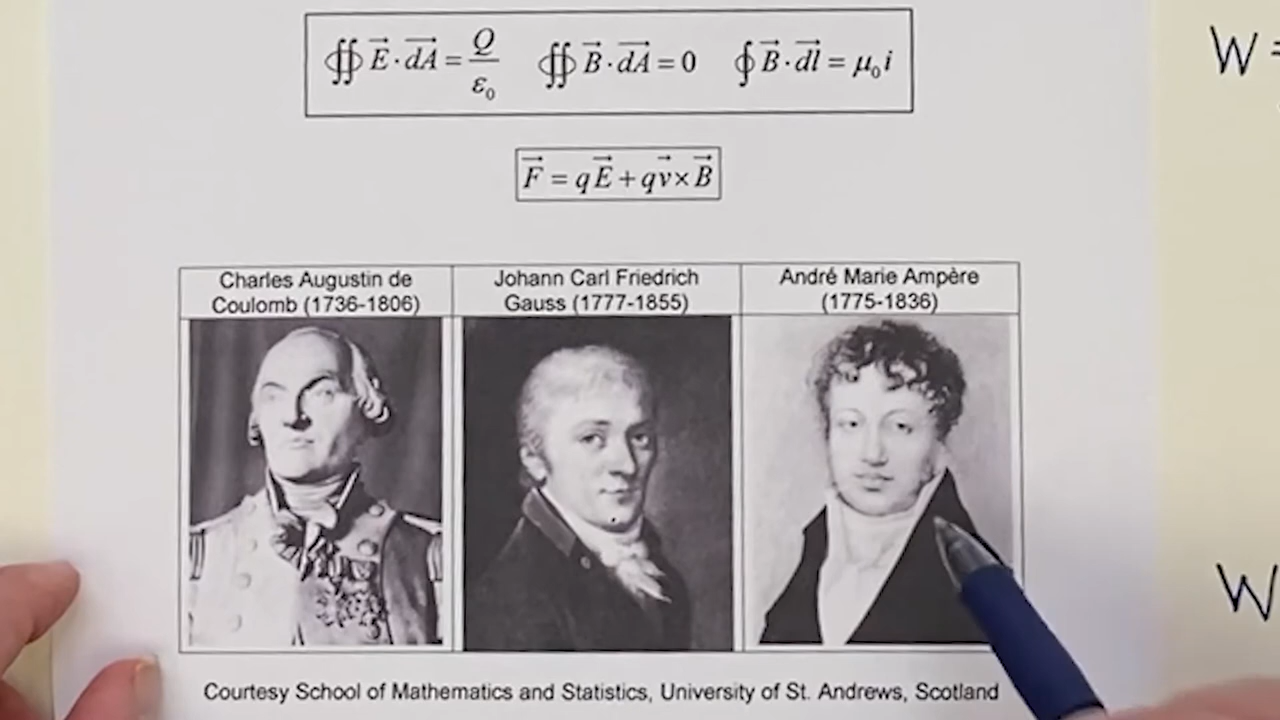 ∯ E⃗ · dA⃗ = Q/ε₀    ∯ B⃗ · dA⃗ = 0    ∮ B⃗ · dl⃗ = μ₀i
F⃗ = qE⃗ + qv⃗ × B⃗
Charles Augustin de
Coulomb (1736-1806)
Johann Carl Friedrich
Gauss (1777-1855)
André Marie Ampère
(1775-1836)
Courtesy School of Mathematics and Statistics, University of St. Andrews, Scotland
W =
W